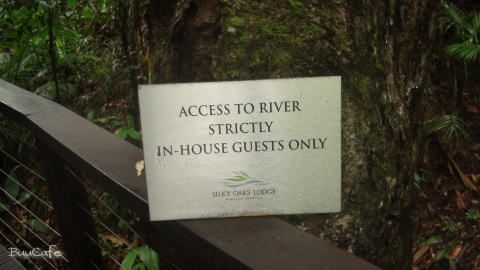 ACCESS TO RIVER
STRICTLY
IN-HOUSE GUESTS ONLY
SILKY OAKS LODGE
BuuCafe